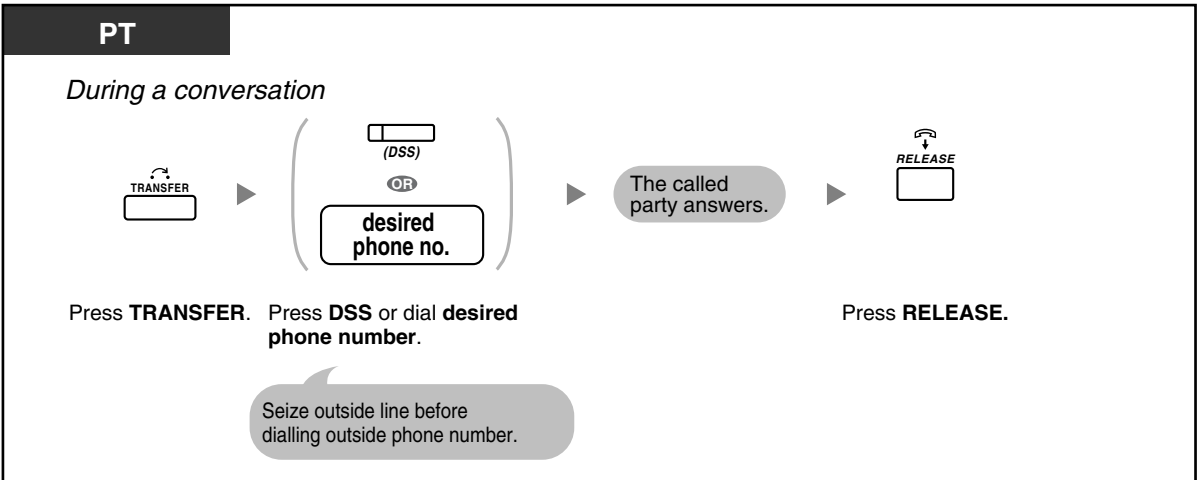 PT
During a conversation
TRANSFER
(DSS)
OR
desired
phone no.
The called
party answers.
RELEASE
Press TRANSFER.
Press DSS or dial desired
phone number.
Press RELEASE.
Seize outside line before
dialling outside phone number.